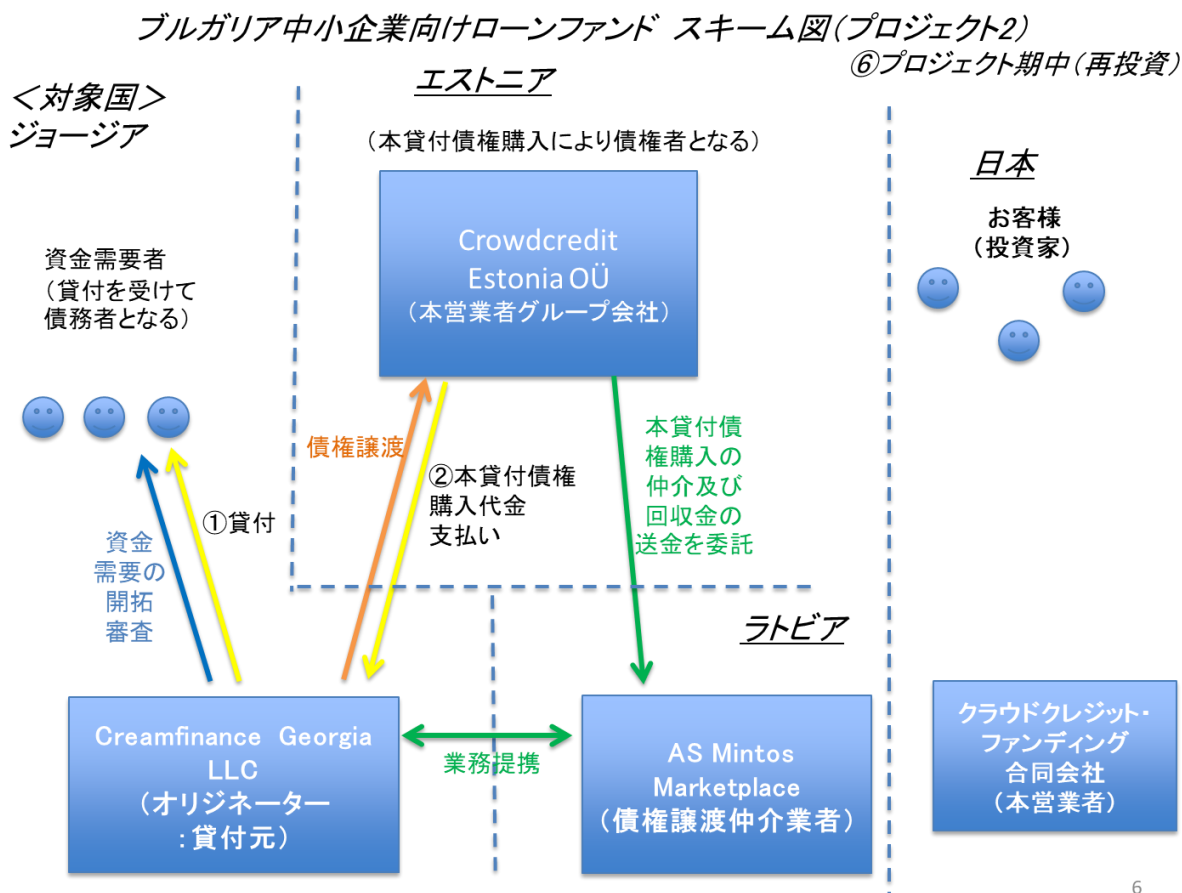 ブルガリア中小企業向けローンファンド スキーム図(プロジェクト2)
⑥プロジェクト期中(再投資)
<対象国>
ジョージア
エストニア
(本貸付債権購入により債権者となる)
日本
お客様
(投資家)
資金需要者
(貸付を受けて
債務者となる)
Crowdcredit
Estonia OÜ
(本営業者グループ会社)
債権譲渡
②本貸付債権
購入代金
支払い
本貸付債
権購入の
仲介及び
回収金の
送金を委託
①貸付
資金
需要の
開拓
審査
ラトビア
Creamfinance Georgia
LLC
(オリジネーター
:貸付元)
業務提携
AS Mintos
Marketplace
(債権譲渡仲介業者)
クラウドクレジット・
ファンディング
合同会社
(本営業者)
6